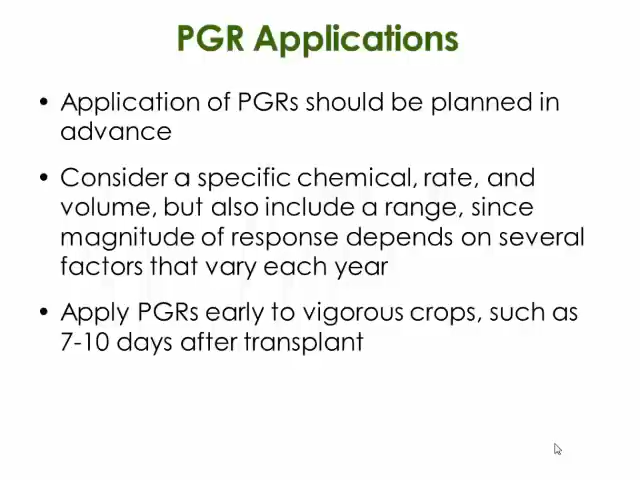 PGR Applications
• Application of PGRs should be planned in
advance
• Consider a specific chemical, rate, and
volume, but also include a range, since
magnitude of response depends on several
factors that vary each year
• Apply PGRs early to vigorous crops, such as
7-10 days after transplant